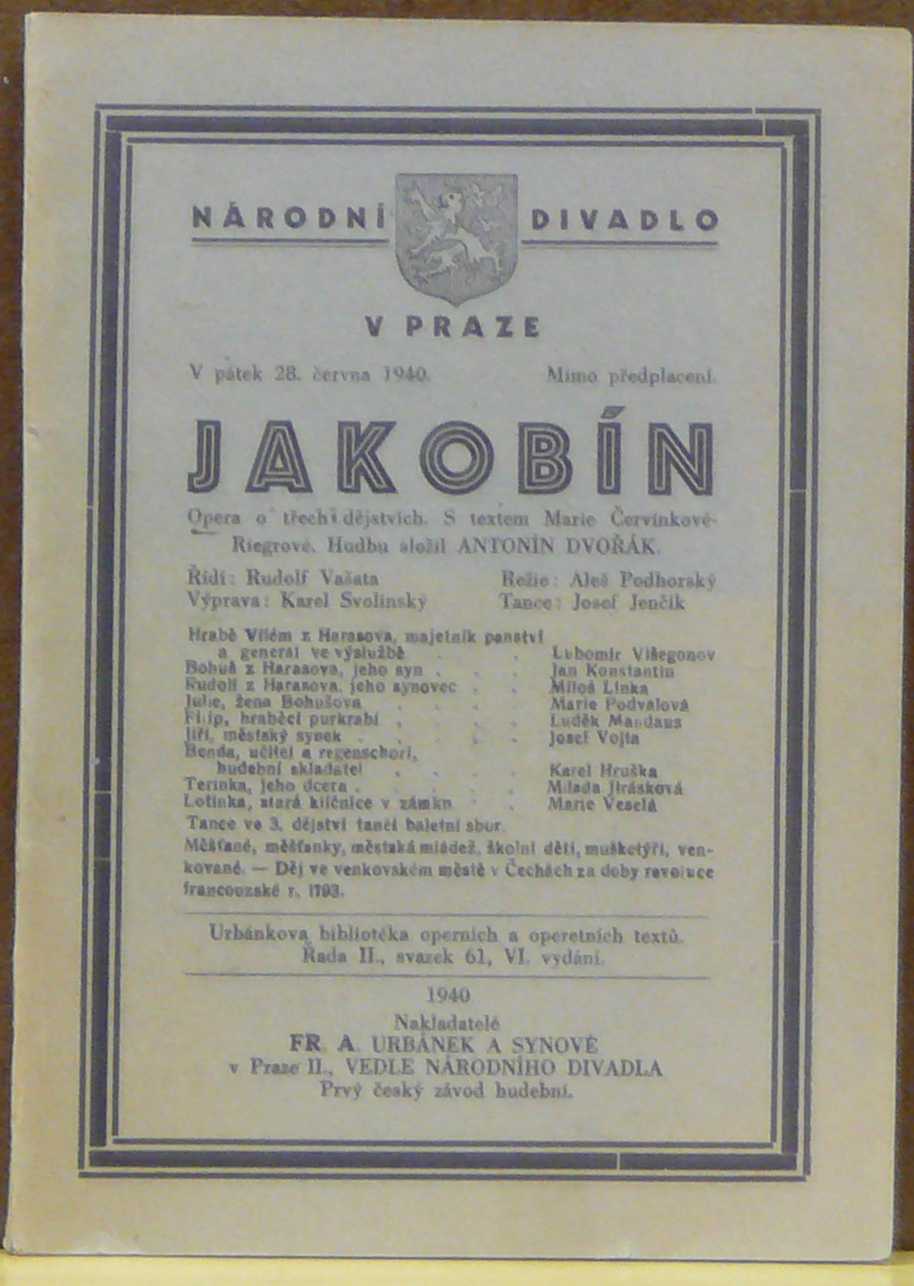 NÁRODNÍ DIVADLO
V PRAZE
V pátek 28. června 1940. Mimo předplacení.
JAKOBÍN
Opera o třech dějstvích. S textem Marie Červinkové-
Riegrové. Hudbu složil ANTONÍN DVOŘÁK.
Řídí: Rudolf Vašata Režie: Aleš Podhorský
Výprava: Karel Svolinský Tance: Josef Jenčík
Hrabě Vilém z Harasova, majetník panství
a generál ve výslužbě . . Lubomír Višegonov
Bohuš z Harasova, jeho syn . . . Jan Konstantin
Rudolf z Harasova, jeho synovec . . Miloš Linka
Julie, žena Bohušova . . . . Marie Podvalová
Filip, hraběcí purkrabí . . . . Luděk Mandaus
Jiří, městský synek . . . . . Josef Vojta
Benda, učitel a regenschori,
hudební skladatel . . . . Karel Hruška
Terinka, jeho dcera . . . . . Milada Jirásková
Lotinka, stará klíčnice v zámku . . Marie Veselá
Tance ve 3. dějství tančí baletní sbor.
Měšťané, měšťanky, městská mládež, školní děti, mušketýři, ven-
kované. — Děj ve venkovském městě v Čechách za doby revoluce
francouzské r. 1793.
Urbánkova bibliotéka operních a operetních textů.
Řada II., svazek 61, VI. vydání.
1940
Nakladatelé
FR. A. URBÁNEK A SYNOVÉ
v Praze II., VEDLE NÁRODNÍHO DIVADLA
Prvý český závod hudební.